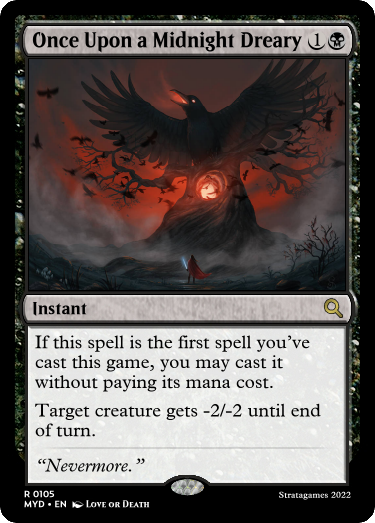 Once Upon a Midnight Dreary 1
Instant
If this spell is the first spell you’ve
cast this game, you may cast it
without paying its mana cost.
Target creature gets -2/-2 until end
of turn.
“Nevermore.”
R 0105
MYD • EN Love or Death
Stratagames 2022